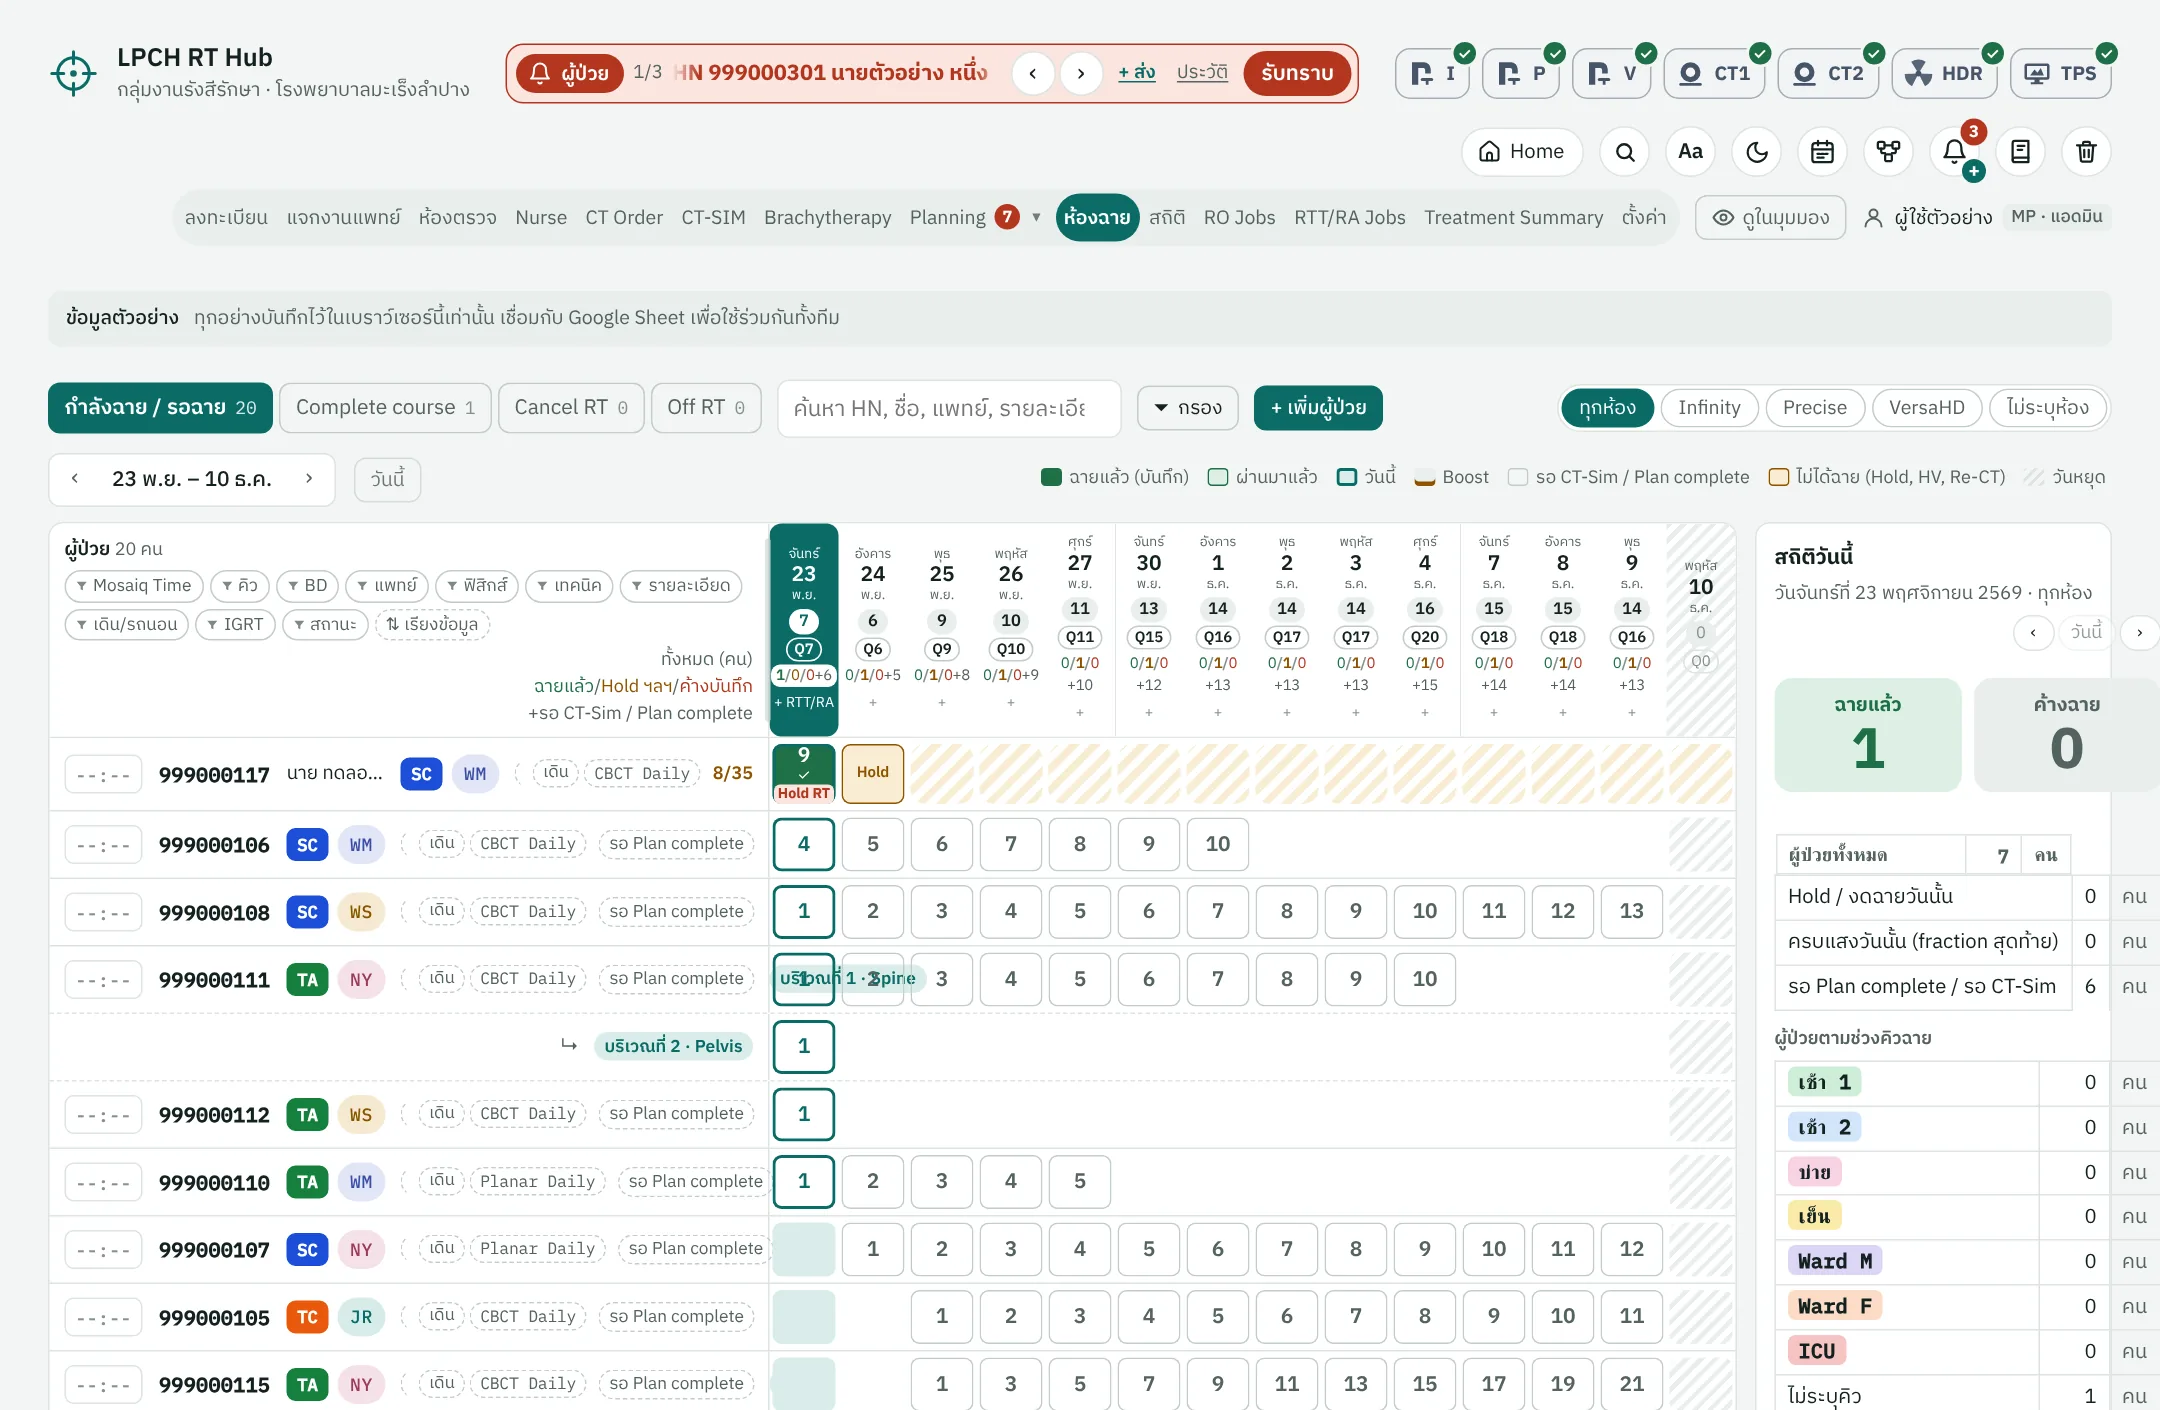 LPCH RT Hub
กลุ่มงานรังสีรักษา · โรงพยาบาลมะเร็งลำปาง
ผู้ป่วย 1/3 HN 999000301 นายตัวอย่าง หนึ่ง ‹ › + ส่ง ประวัติ รับทราบ
I P V CT1 CT2 HDR TPS
Home Aa 3 +
ลงทะเบียน แจกงานแพทย์ ห้องตรวจ Nurse CT Order CT-SIM Brachytherapy Planning 7 ▾ ห้องฉาย สถิติ RO Jobs RTT/RA Jobs Treatment Summary ตั้งค่า ดูในมุมมอง ผู้ใช้ตัวอย่าง MP · แอดมิน
ข้อมูลตัวอย่าง ทุกอย่างบันทึกไว้ในเบราว์เซอร์นี้เท่านั้น เชื่อมกับ Google Sheet เพื่อใช้ร่วมกันทั้งทีม
กำลังฉาย / รอฉาย 20 Complete course 1 Cancel RT 0 Off RT 0 ค้นหา HN, ชื่อ, แพทย์, รายละเอีย กรอง + เพิ่มผู้ป่วย ทุกห้อง Infinity Precise VersaHD ไม่ระบุห้อง
‹ 23 พ.ย. – 10 ธ.ค. › วันนี้ ฉายแล้ว (บันทึก) ผ่านมาแล้ว วันนี้ Boost รอ CT-Sim / Plan complete ไม่ได้ฉาย (Hold, HV, Re-CT) วันหยุด
ผู้ป่วย 20 คน
Mosaiq Time คิว BD แพทย์ ฟิสิกส์ เทคนิค รายละเอียด
เดิน/รถนอน IGRT สถานะ ⇅ เรียงข้อมูล
ทั้งหมด (คน)
ฉายแล้ว/Hold ฯลฯ/ค้างบันทึก
+รอ CT-Sim / Plan complete
จันทร์ อังคาร พุธ พฤหัส ศุกร์ จันทร์ อังคาร พุธ พฤหัส ศุกร์ จันทร์ อังคาร พุธ พฤหัส
23 24 25 26 27 30 1 2 3 4 7 8 9 10
พ.ย. พ.ย. พ.ย. พ.ย. พ.ย. พ.ย. ธ.ค. ธ.ค. ธ.ค. ธ.ค. ธ.ค. ธ.ค. ธ.ค. ธ.ค.
7 6 9 10 11 13 14 14 14 16 15 15 14 0
Q7 Q6 Q9 Q10 Q11 Q15 Q16 Q17 Q17 Q20 Q18 Q18 Q16 Q0
1/0/0+6 0/1/0+5 0/1/0+8 0/1/0+9 0/1/0 0/1/0 0/1/0 0/1/0 0/1/0 0/1/0 0/1/0 0/1/0 0/1/0
+10 +12 +13 +13 +13 +15 +14 +14 +13
+ RTT/RA + + + + + + + + + + + +
--:-- 999000117 นาย ทดลอ... SC WM เดิน CBCT Daily 8/35 9 ✓ Hold RT Hold
--:-- 999000106 SC WM เดิน CBCT Daily รอ Plan complete 4 5 6 7 8 9 10
--:-- 999000108 SC WS เดิน CBCT Daily รอ Plan complete 1 2 3 4 5 6 7 8 9 10 11 12 13
--:-- 999000111 TA NY เดิน CBCT Daily รอ Plan complete บริเวณที่ 1 · Spine 1 2 3 4 5 6 7 8 9 10
↳ บริเวณที่ 2 · Pelvis 1
--:-- 999000112 TA WS เดิน CBCT Daily รอ Plan complete 1
--:-- 999000110 TA WM เดิน Planar Daily รอ Plan complete 1 2 3 4 5
--:-- 999000107 SC NY เดิน Planar Daily รอ Plan complete 1 2 3 4 5 6 7 8 9 10 11 12
--:-- 999000105 TC JR เดิน CBCT Daily รอ Plan complete 1 2 3 4 5 6 7 8 9 10 11
--:-- 999000115 TA NY เดิน CBCT Daily รอ Plan complete 1 3 5 7 9 11 13 15 17 19 21
สถิติวันนี้
วันจันทร์ที่ 23 พฤศจิกายน 2569 · ทุกห้อง
‹ วันนี้ ›
ฉายแล้ว ค้างฉาย
1 0
ผู้ป่วยทั้งหมด 7 คน
Hold / งดฉายวันนั้น 0 คน
ครบแสงวันนั้น (fraction สุดท้าย) 0 คน
รอ Plan complete / รอ CT-Sim 6 คน
ผู้ป่วยตามช่วงคิวฉาย
เช้า 1 0 คน
เช้า 2 0 คน
บ่าย 0 คน
เย็น 0 คน
Ward M 0 คน
Ward F 0 คน
ICU 0 คน
ไม่ระบุคิว 1 คน